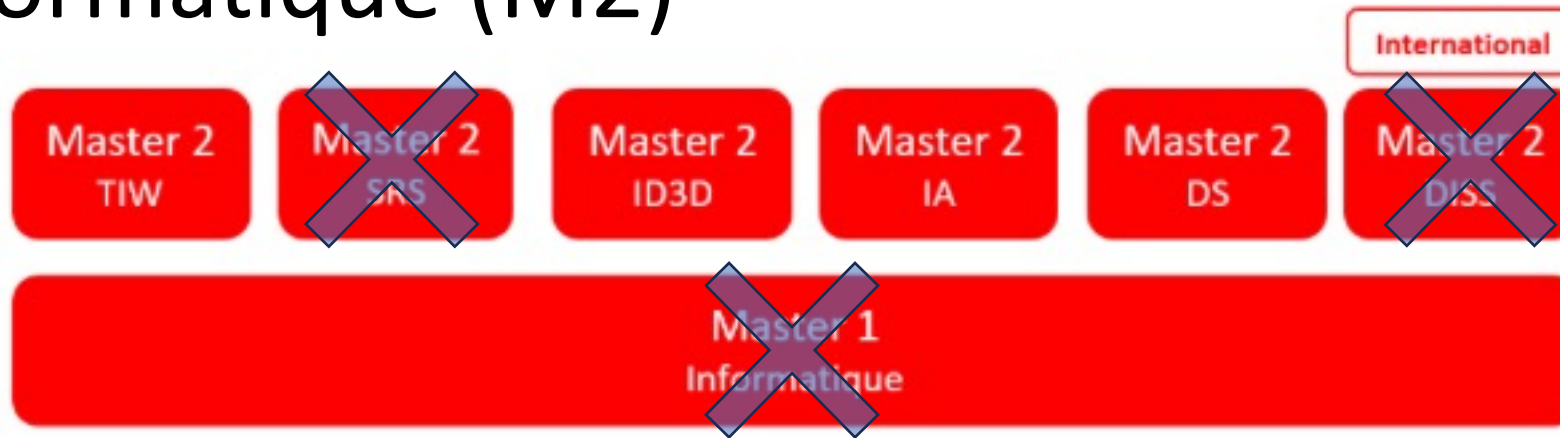 ormatique (M2)
International
Master 2
TIW
Master 2
SRS
Master 2
ID3D
Master 2
IA
Master 2
DS
Master 2
DISS
Master 1
Informatique